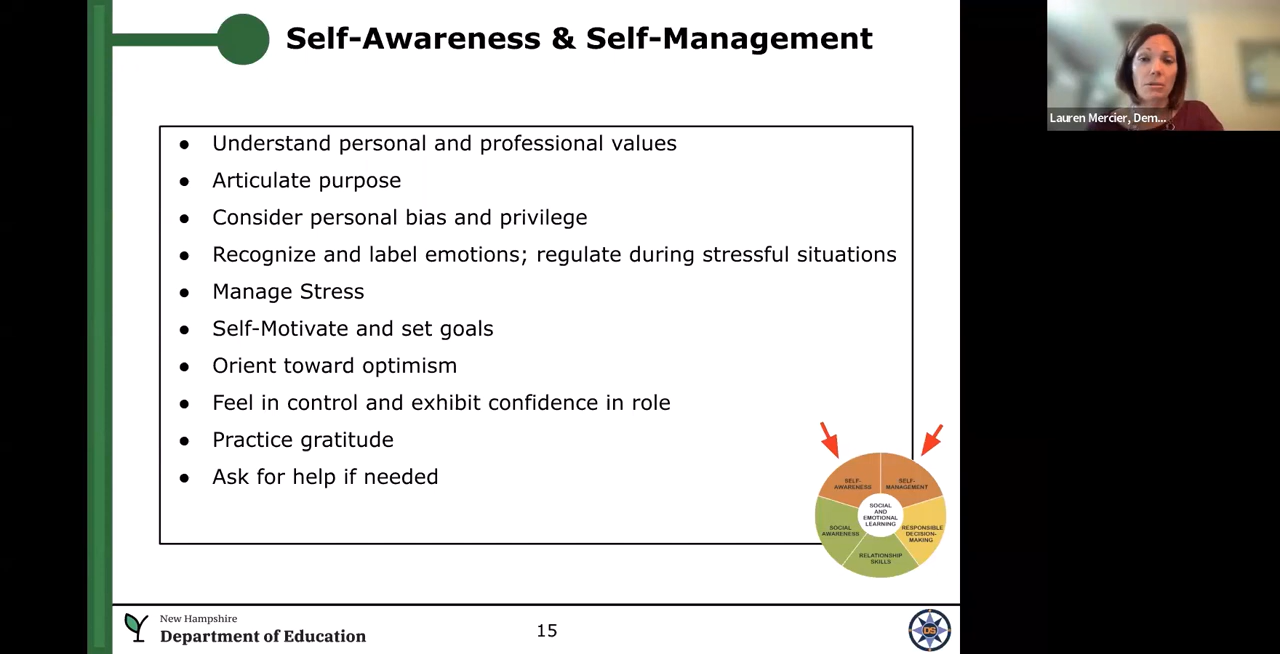 Self-Awareness & Self-Management
Lauren Mercier, Dem...
● Understand personal and professional values
● Articulate purpose
● Consider personal bias and privilege
● Recognize and label emotions; regulate during stressful situations
● Manage Stress
● Self-Motivate and set goals
● Orient toward optimism
● Feel in control and exhibit confidence in role
● Practice gratitude
● Ask for help if needed
SELF-
AWARENESS
SELF-
MANAGEMENT
SOCIAL
AND
EMOTIONAL
LEARNING
SOCIAL
AWARENESS
RESPONSIBLE
DECISION-
MAKING
RELATIONSHIP
SKILLS
New Hampshire
Department of Education
15
DS